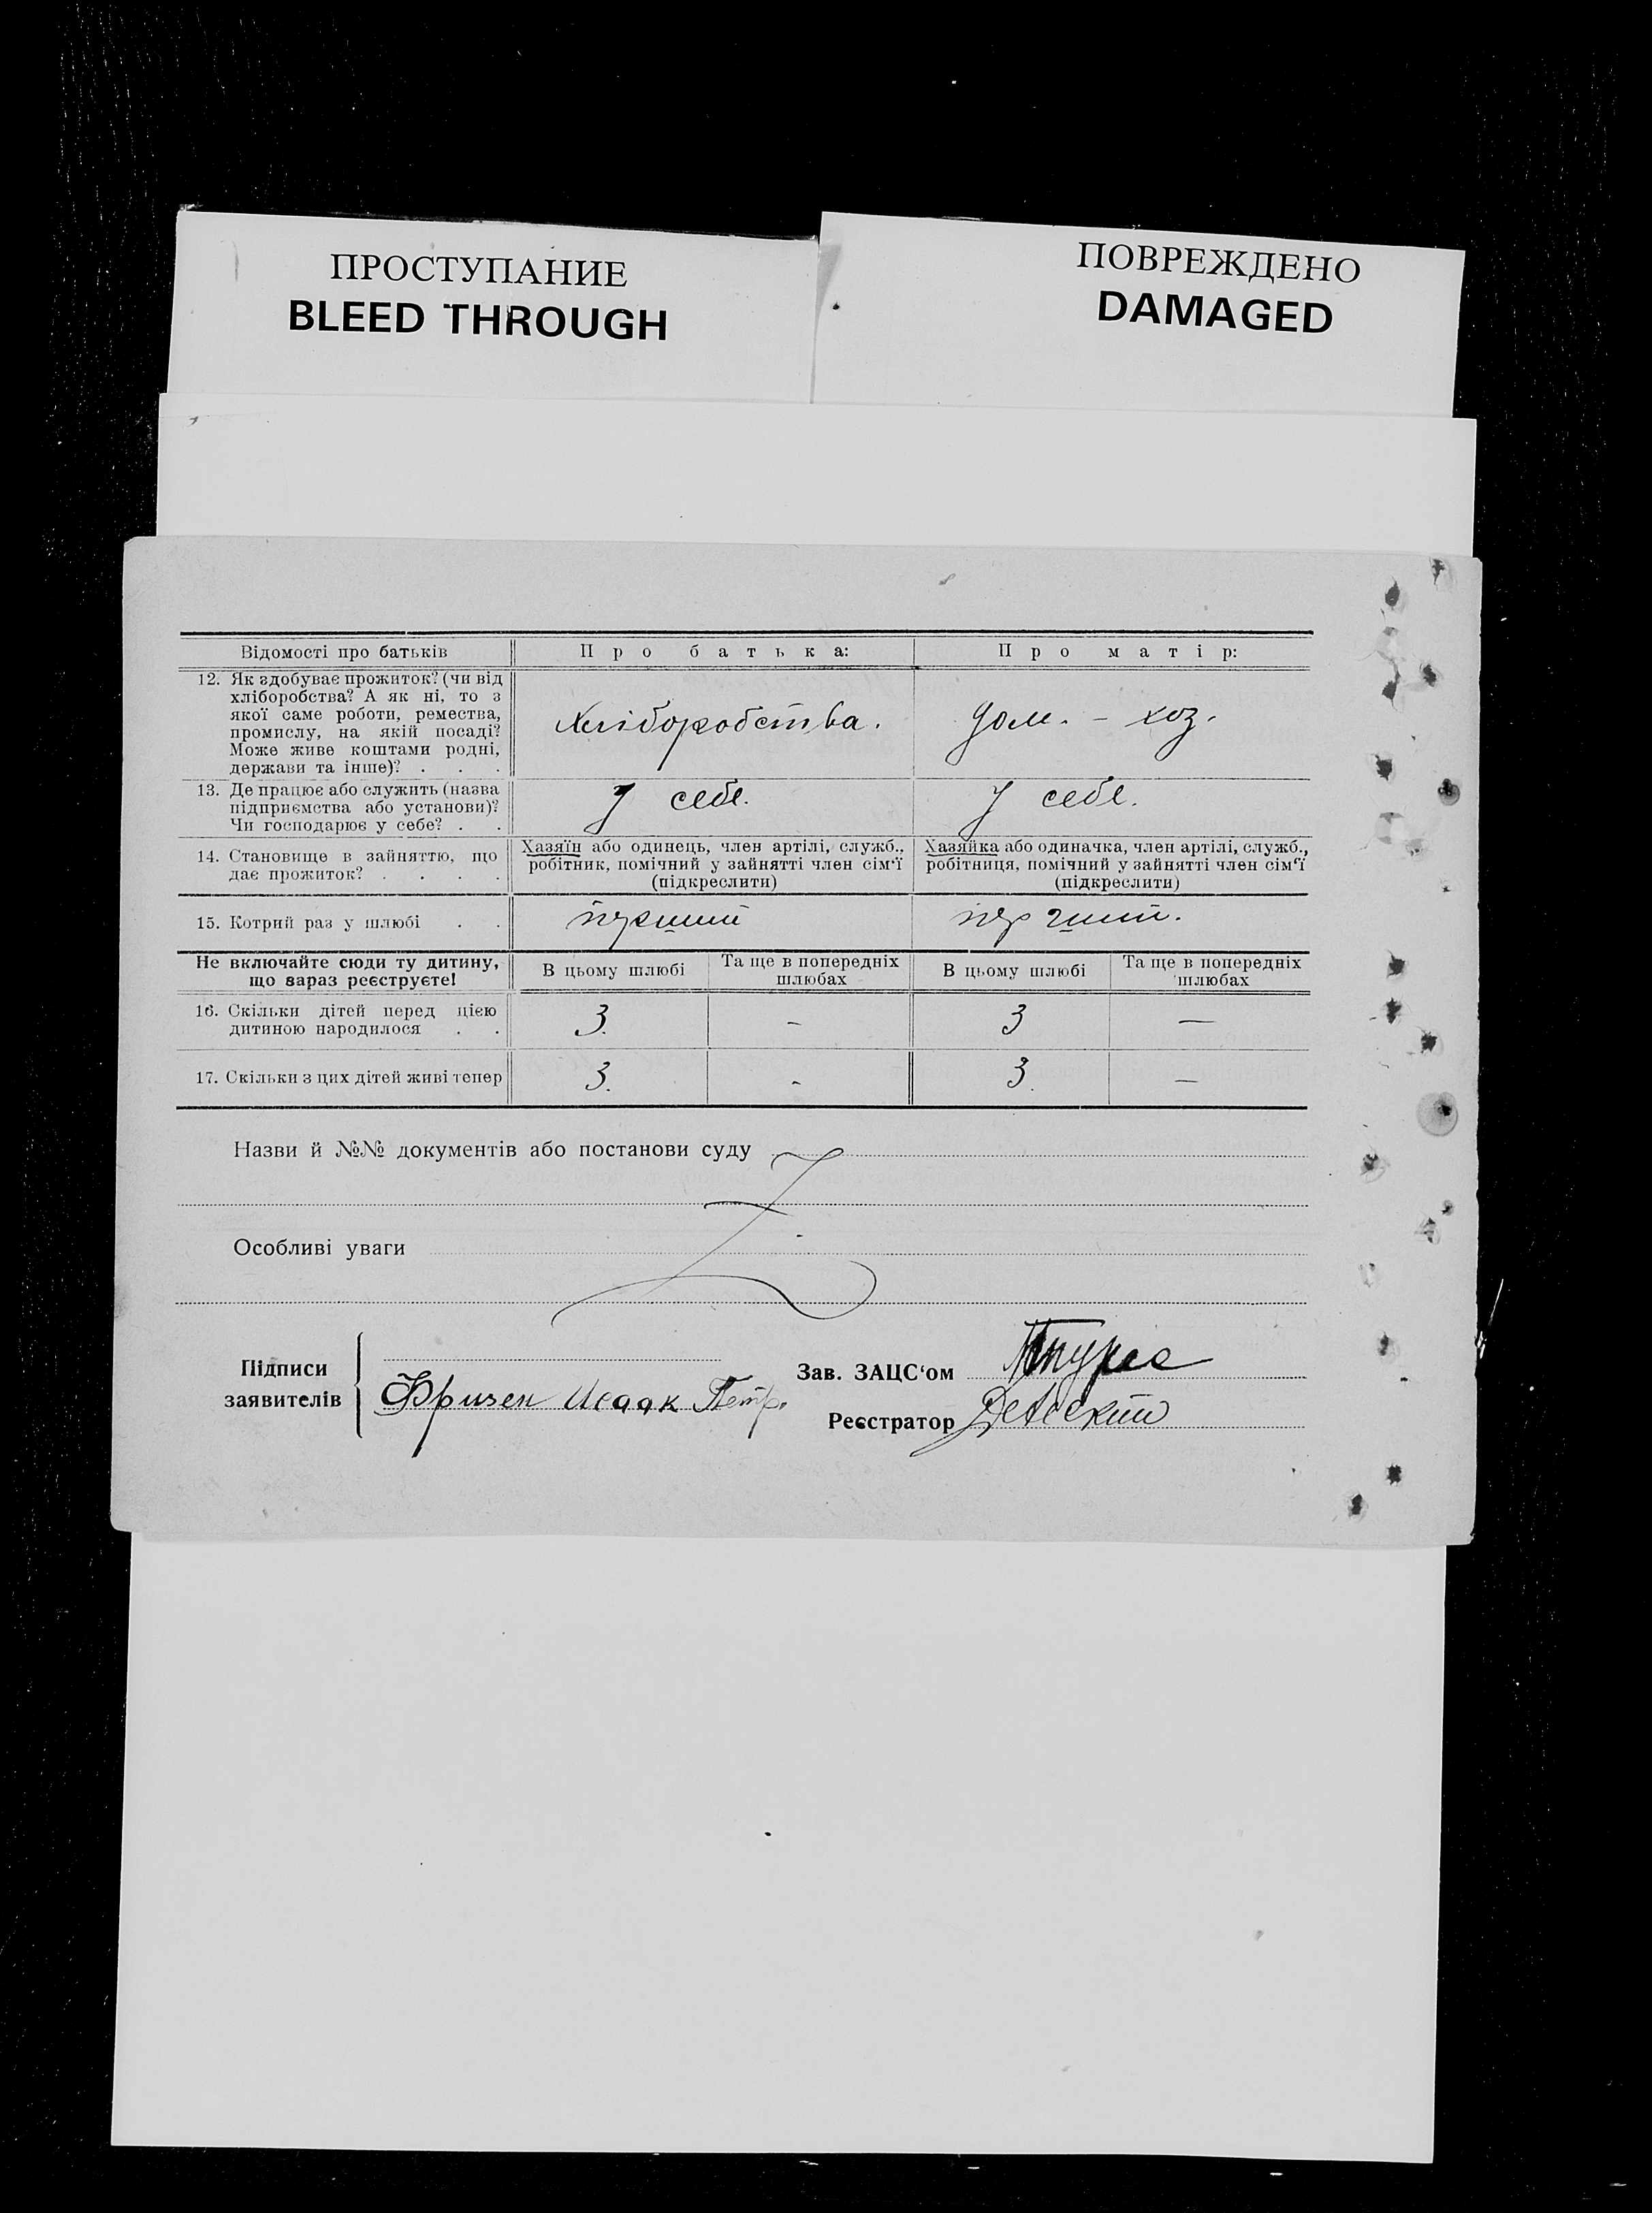 ПРОСТУПАНИЕ
BLEED THROUGH
ПОВРЕЖДЕНО
DAMAGED
Відомості про батьків
Про батька:
Про матір:
12. Як здобуває прожиток? (чи від
хліборобства? А як ні, то з
якої саме роботи, ремества,
промислу, на якій посаді?
Може живе коштами родні,
держави та інше)? . . .
Хліборобства.
Дом. - хоз.
13. Де працює або служить (назва
підприємства або установи)?
Чи господарює у себе? . .
У себе.
У себе.
14. Становище в зайняттю, що
дає прожиток? . . . .
Хазяїн або одинець, член артілі, служб.,
робітник, помічний у зайнятті член сім‘ї
(підкреслити)
Хазяйка або одиначка, член артілі, служб.,
робітниця, помічний у зайнятті член сім‘ї
(підкреслити)
15. Котрий раз у шлюбі . .
перший
перший.
Не включайте сюди ту дитину,
що зараз реєструєте!
В цьому шлюбі
Та ще в попередніх
шлюбах
В цьому шлюбі
Та ще в попередніх
шлюбах
16. Скільки дітей перед цією
дитиною народилося . .
3. - 3 —
17. Скільки з цих дітей живі тепер
3. - 3. —
Назви й №№ документів або постанови суду
Особливі уваги
Підписи
заявителів
Фризен Исаак Петр.
Зав. ЗАЦС‘ом
Реєстратор